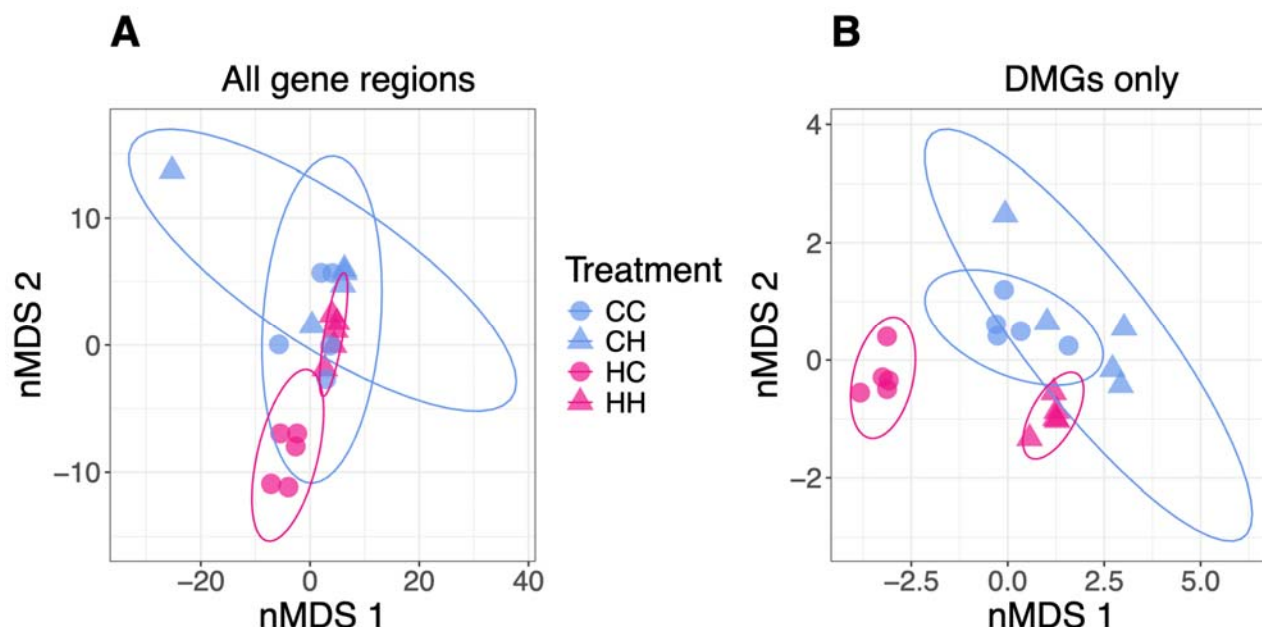 A
All gene regions
nMDS 2
10
0
−10
−20 0 20 40
nMDS 1
Treatment
CC
CH
HC
HH
B
DMGs only
nMDS 2
4
2
0
−2
−2.5 0.0 2.5 5.0
nMDS 1